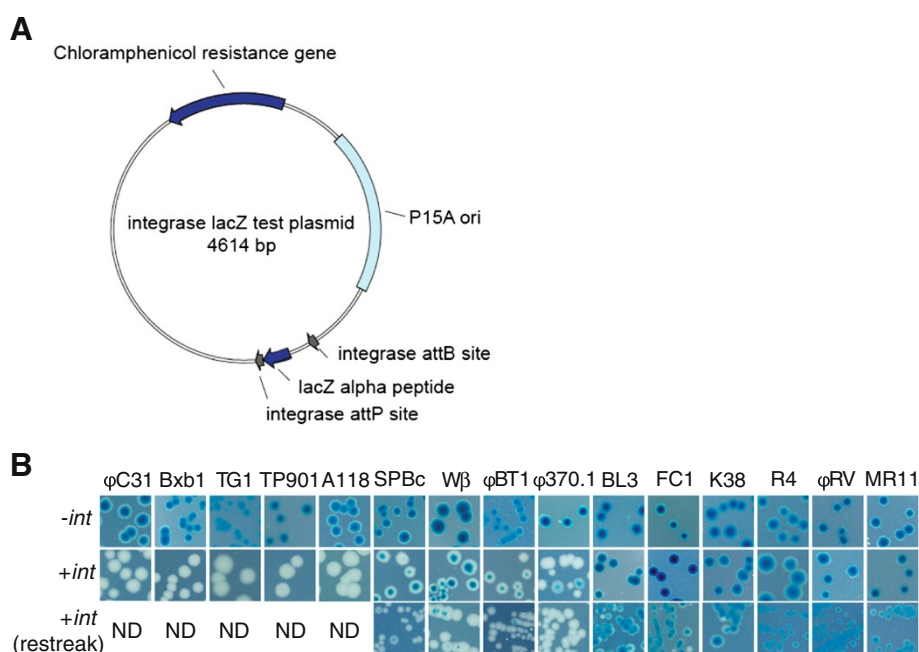 A
Chloramphenicol resistance gene
P15A ori
integrase lacZ test plasmid
4614 bp
integrase attB site
lacZ alpha peptide
integrase attP site
B
φC31 Bxb1 TG1 TP901 A118 SPBc Wβ φBT1 φ370.1 BL3 FC1 K38 R4 φRV MR11
-int
+int
+int
(restreak) ND ND ND ND ND